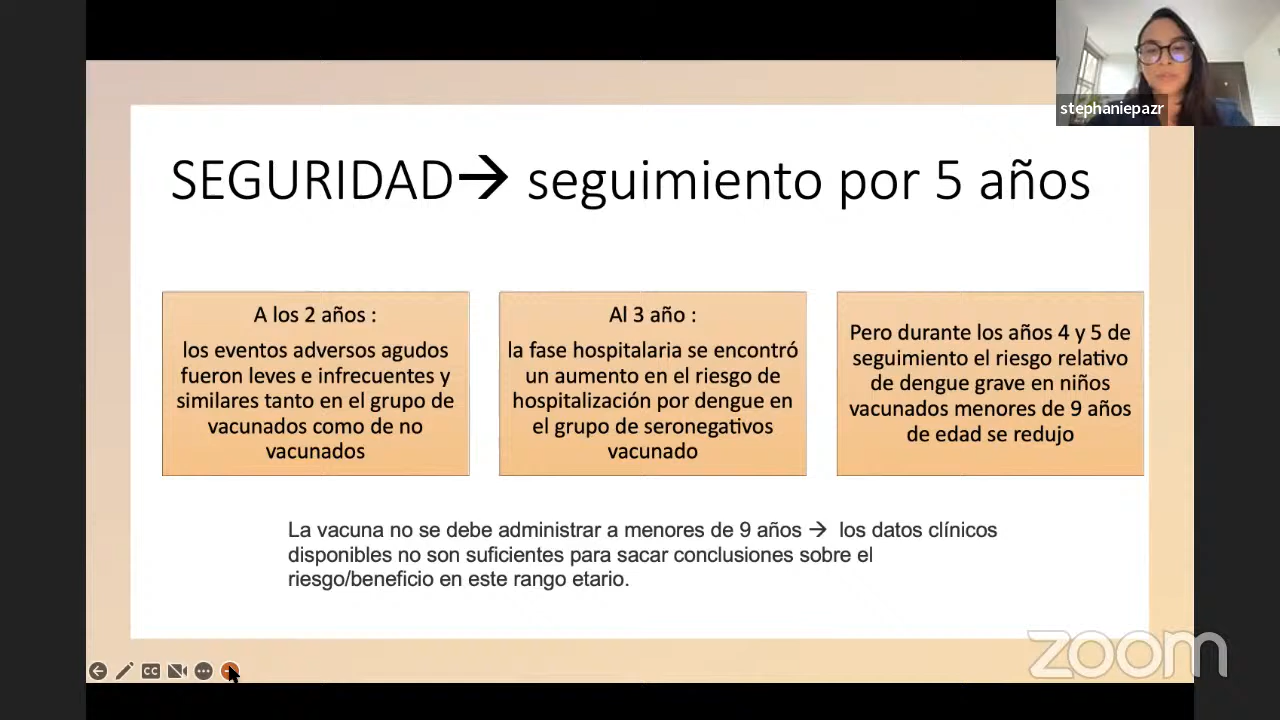 stephaniepazr
SEGURIDAD→ seguimiento por 5 años
A los 2 años :
los eventos adversos agudos
fueron leves e infrecuentes y
similares tanto en el grupo de
vacunados como de no
vacunados
Al 3 año :
la fase hospitalaria se encontró
un aumento en el riesgo de
hospitalización por dengue en
el grupo de seronegativos
vacunado
Pero durante los años 4 y 5 de
seguimiento el riesgo relativo
de dengue grave en niños
vacunados menores de 9 años
de edad se redujo
La vacuna no se debe administrar a menores de 9 años → los datos clínicos
disponibles no son suficientes para sacar conclusiones sobre el
riesgo/beneficio en este rango etario.
CC
zoom